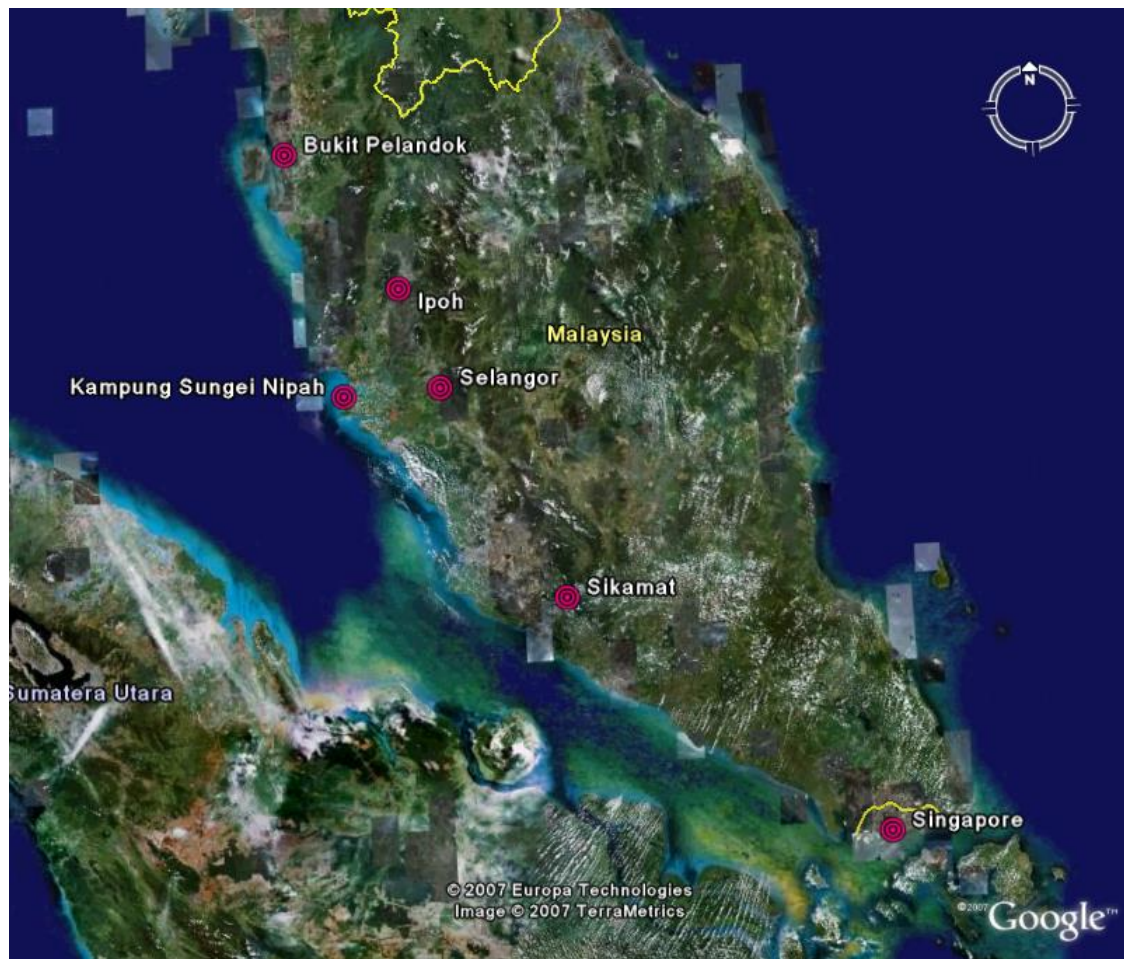 N
Bukit Pelandok
Ipoh
Malaysia
Kampung Sungei Nipah
Selangor
Sikamat
Sumatera Utara
Singapore
© 2007 Europa Technologies
Image © 2007 TerraMetrics
©2007 Google™